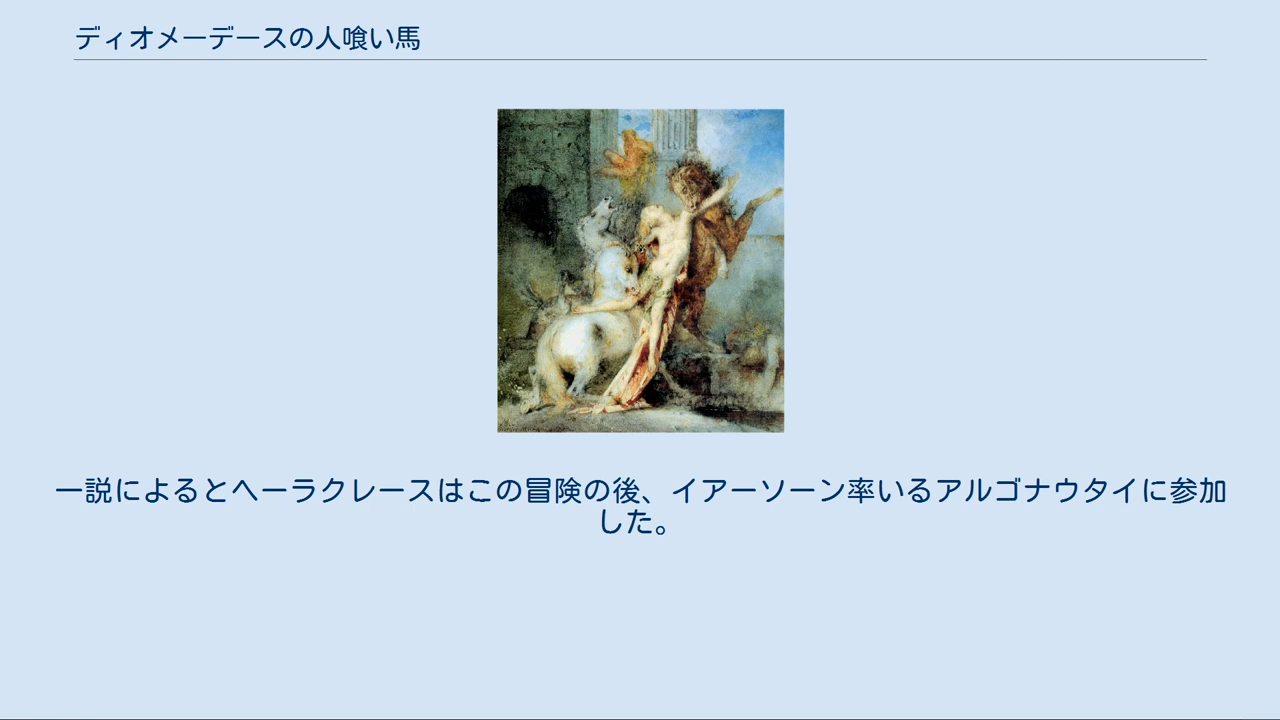 ディオメーデースの人喰い馬
一説によるとヘーラクレースはこの冒険の後、イアーソーン率いるアルゴナウタイに参加
した。